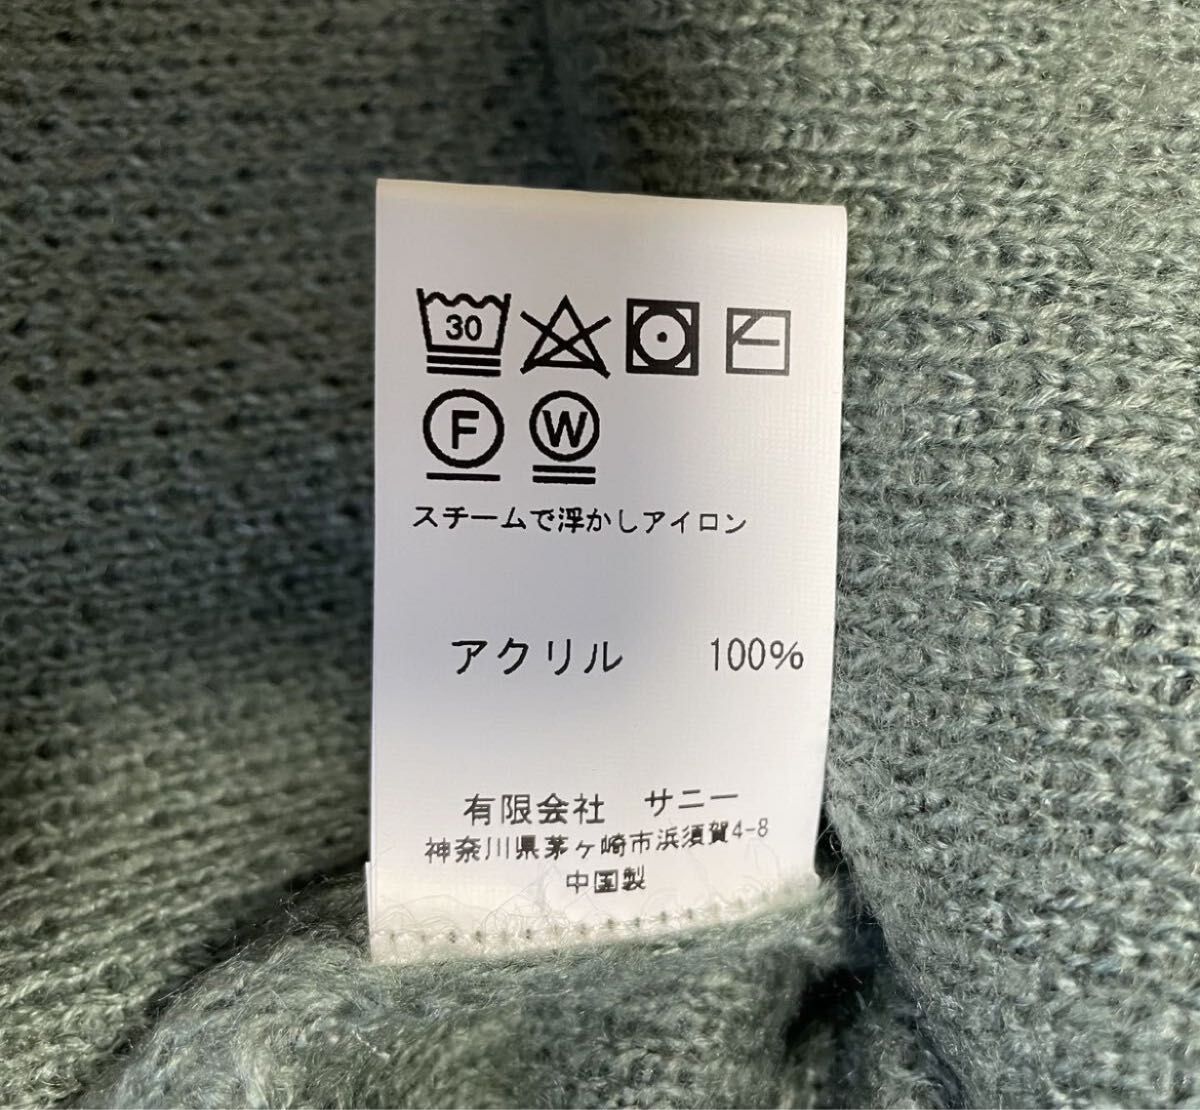 30
F W
スチームで浮かしアイロン
アクリル 100%
有限会社 サニー
神奈川県茅ヶ崎市浜須賀4-8
中国製